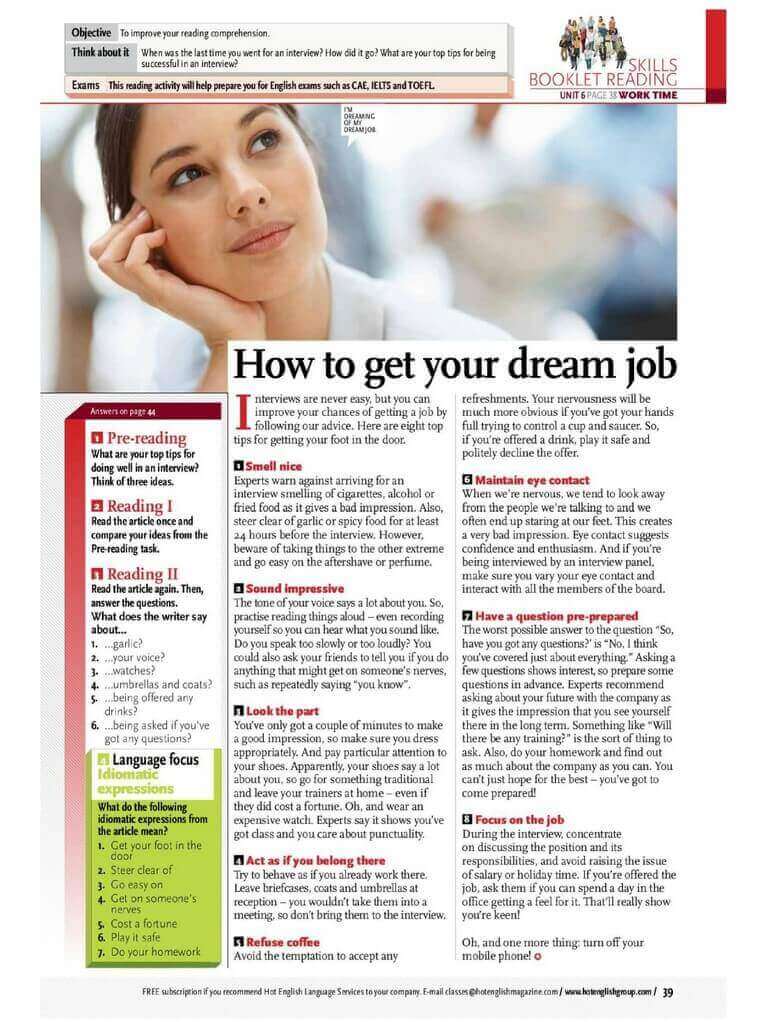 Objective To improve your reading comprehension.
Think about it When was the last time you went for an interview? How did it go? What are your top tips for being
successful in an interview?
Exams This reading activity will help prepare you for English exams such as CAE, IELTS and TOEFL.
SKILLS
BOOKLET READING
UNIT 6 PAGE 38 WORK TIME
I'M
DREAMING
OF MY
DREAM JOB.
How to get your dream job
Answers on page 44
1 Pre-reading
What are your top tips for
doing well in an interview?
Think of three ideas.
2 Reading I
Read the article once and
compare your ideas from the
Pre-reading task.
3 Reading II
Read the article again. Then,
answer the questions.
What does the writer say
about...
1. ...garlic?
2. ...your voice?
3. ...watches?
4. ...umbrellas and coats?
5. ...being offered any
drinks?
6. ...being asked if you've
got any questions?
4 Language focus
Idiomatic
expressions
What do the following
idiomatic expressions from
the article mean?
1. Get your foot in the
door
2. Steer clear of
3. Go easy on
4. Get on someone's
nerves
5. Cost a fortune
6. Play it safe
7. Do your homework
Interviews are never easy, but you can
improve your chances of getting a job by
following our advice. Here are eight top
tips for getting your foot in the door.
1 Smell nice
Experts warn against arriving for an
interview smelling of cigarettes, alcohol or
fried food as it gives a bad impression. Also,
steer clear of garlic or spicy food for at least
24 hours before the interview. However,
beware of taking things to the other extreme
and go easy on the aftershave or perfume.
2 Sound impressive
The tone of your voice says a lot about you. So,
practise reading things aloud – even recording
yourself so you can hear what you sound like.
Do you speak too slowly or too loudly? You
could also ask your friends to tell you if you do
anything that might get on someone's nerves,
such as repeatedly saying "you know".
3 Look the part
You've only got a couple of minutes to make
a good impression, so make sure you dress
appropriately. And pay particular attention to
your shoes. Apparently, your shoes say a lot
about you, so go for something traditional
and leave your trainers at home – even if
they did cost a fortune. Oh, and wear an
expensive watch. Experts say it shows you've
got class and you care about punctuality.
4 Act as if you belong there
Try to behave as if you already work there.
Leave briefcases, coats and umbrellas at
reception – you wouldn't take them into a
meeting, so don't bring them to the interview.
5 Refuse coffee
Avoid the temptation to accept any
refreshments. Your nervousness will be
much more obvious if you've got your hands
full trying to control a cup and saucer. So,
if you're offered a drink, play it safe and
politely decline the offer.
6 Maintain eye contact
When we're nervous, we tend to look away
from the people we're talking to and we
often end up staring at our feet. This creates
a very bad impression. Eye contact suggests
confidence and enthusiasm. And if you're
being interviewed by an interview panel,
make sure you vary your eye contact and
interact with all the members of the board.
7 Have a question pre-prepared
The worst possible answer to the question "So,
have you got any questions?' is "No, I think
you've covered just about everything." Asking a
few questions shows interest, so prepare some
questions in advance. Experts recommend
asking about your future with the company as
it gives the impression that you see yourself
there in the long term. Something like "Will
there be any training?" is the sort of thing to
ask. Also, do your homework and find out
as much about the company as you can. You
can't just hope for the best – you've got to
come prepared!
8 Focus on the job
During the interview, concentrate
on discussing the position and its
responsibilities, and avoid raising the issue
of salary or holiday time. If you're offered the
job, ask them if you can spend a day in the
office getting a feel for it. That'll really show
you're keen!
Oh, and one more thing: turn off your
mobile phone!
FREE subscription if you recommend Hot English Language Services to your company. E-mail classes@hotenglishmagazine.com / www.hotenglishgroup.com / 39